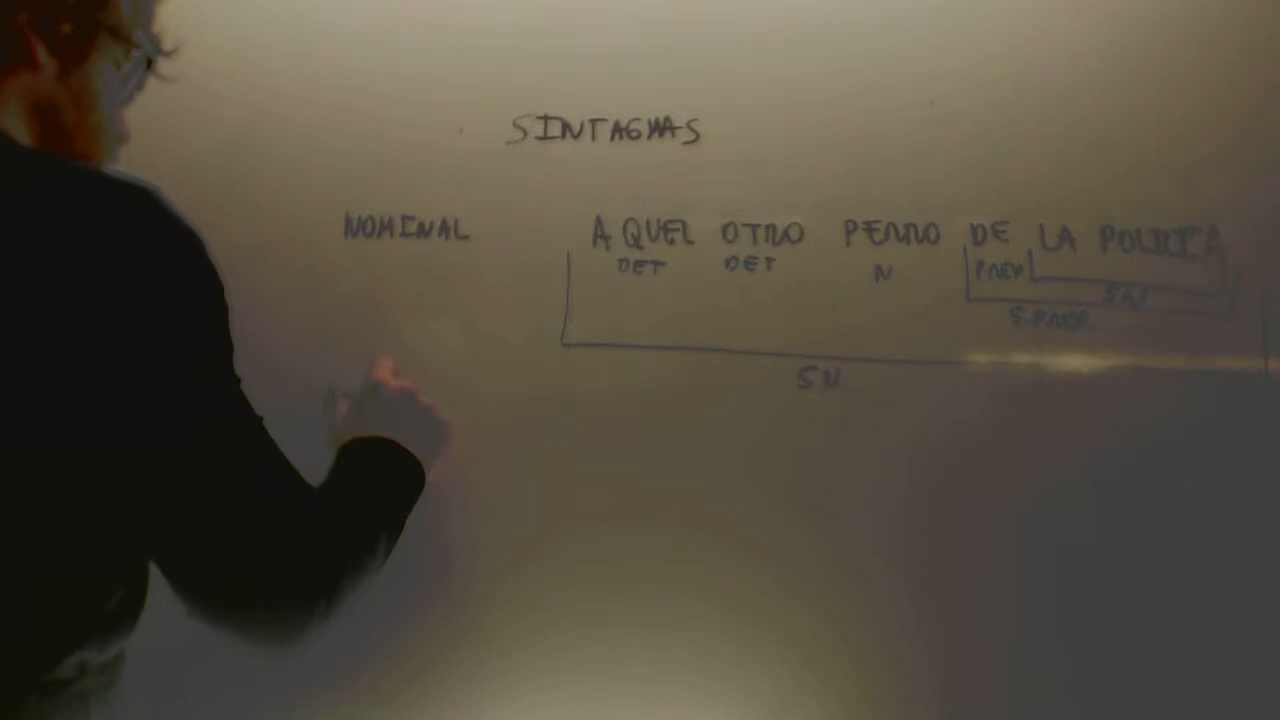 SINTAGMAS
NOMINAL AQUEL OTRO PERRO DE LA POLICIA
DET DET N PREP
SN
S.PREP
SN